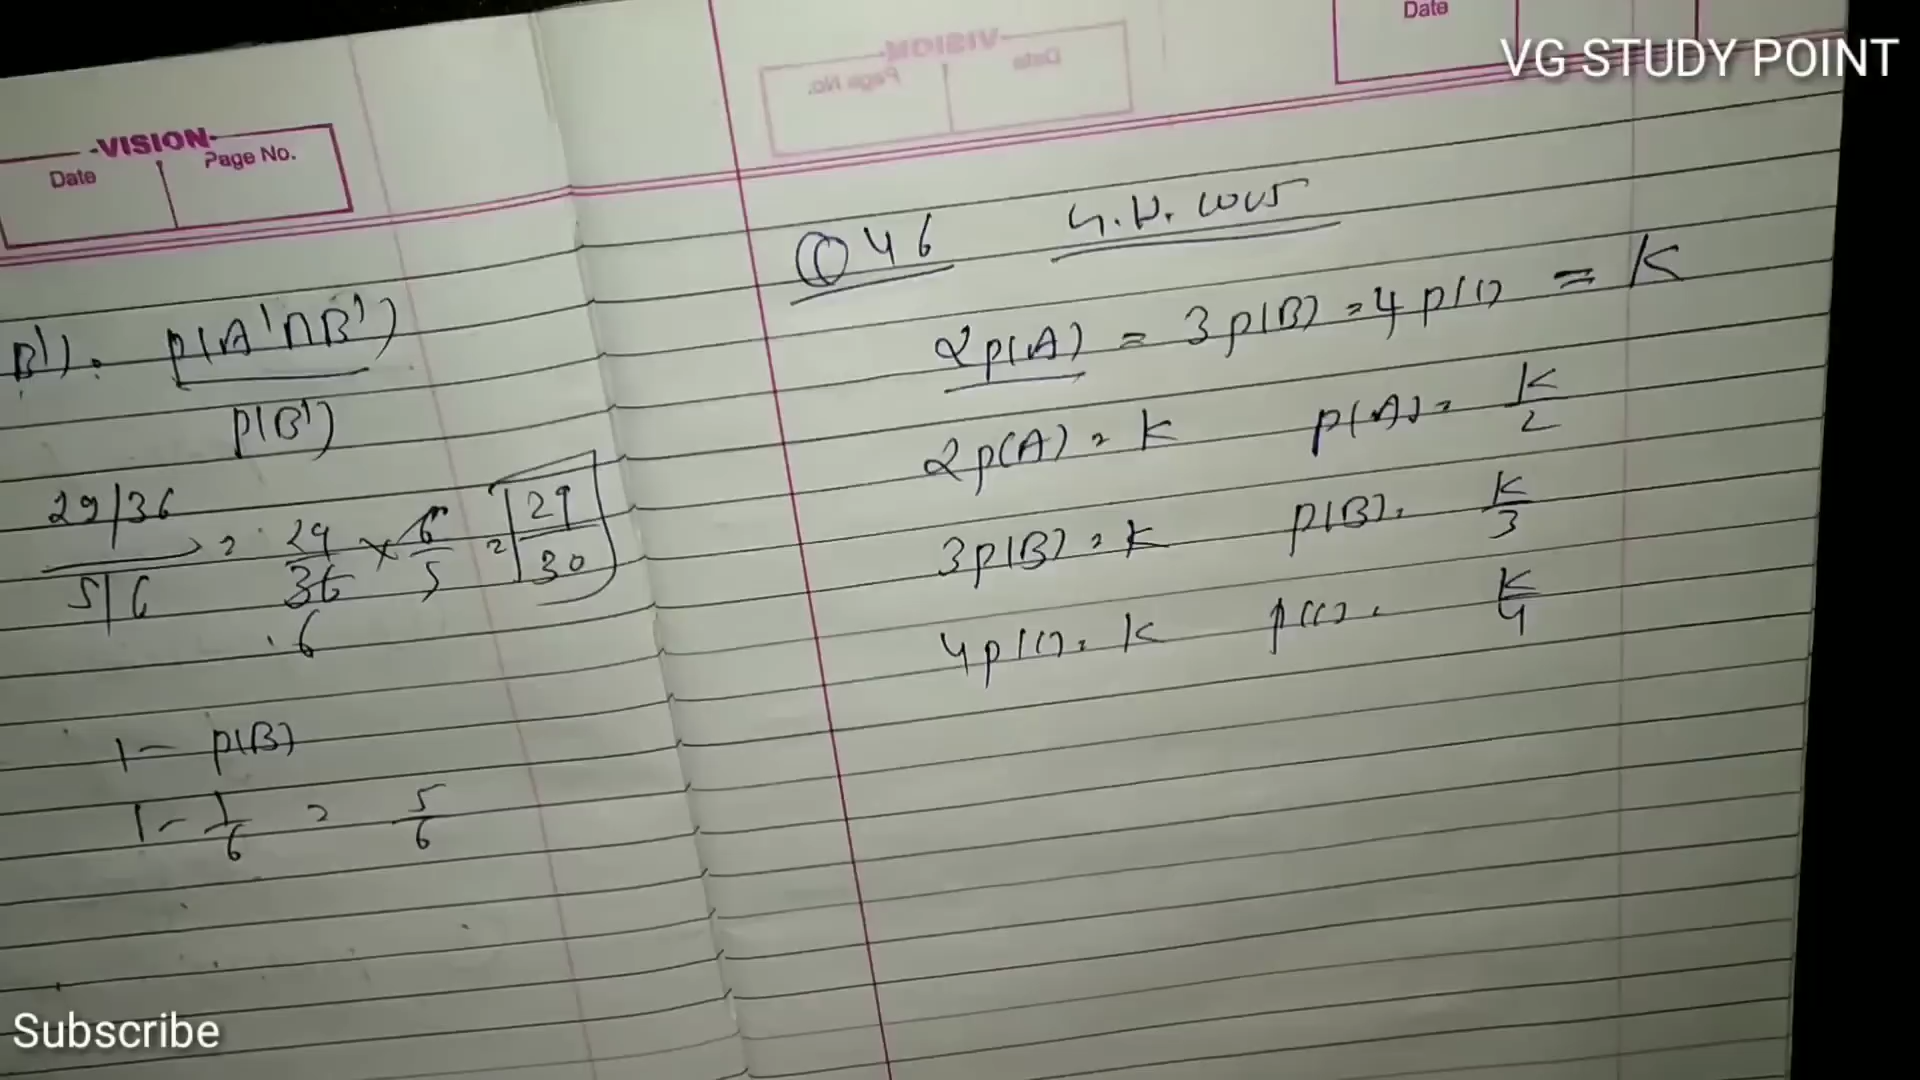 VG STUDY POINT
-VISION-
Date
Page No.
Date
B'). P(A'∩B')
P(B')
29/36
5/6
29/36 × 6/5 = 29/30
6
1 - P(B)
1 - 1/6 = 5/6
Q 46 H.W. वाला
2P(A) = 3P(B) = 4P(C) = K
2P(A) = K P(A) = K/2
3P(B) = K P(B) = K/3
4P(C) = K P(C) = K/4
Subscribe